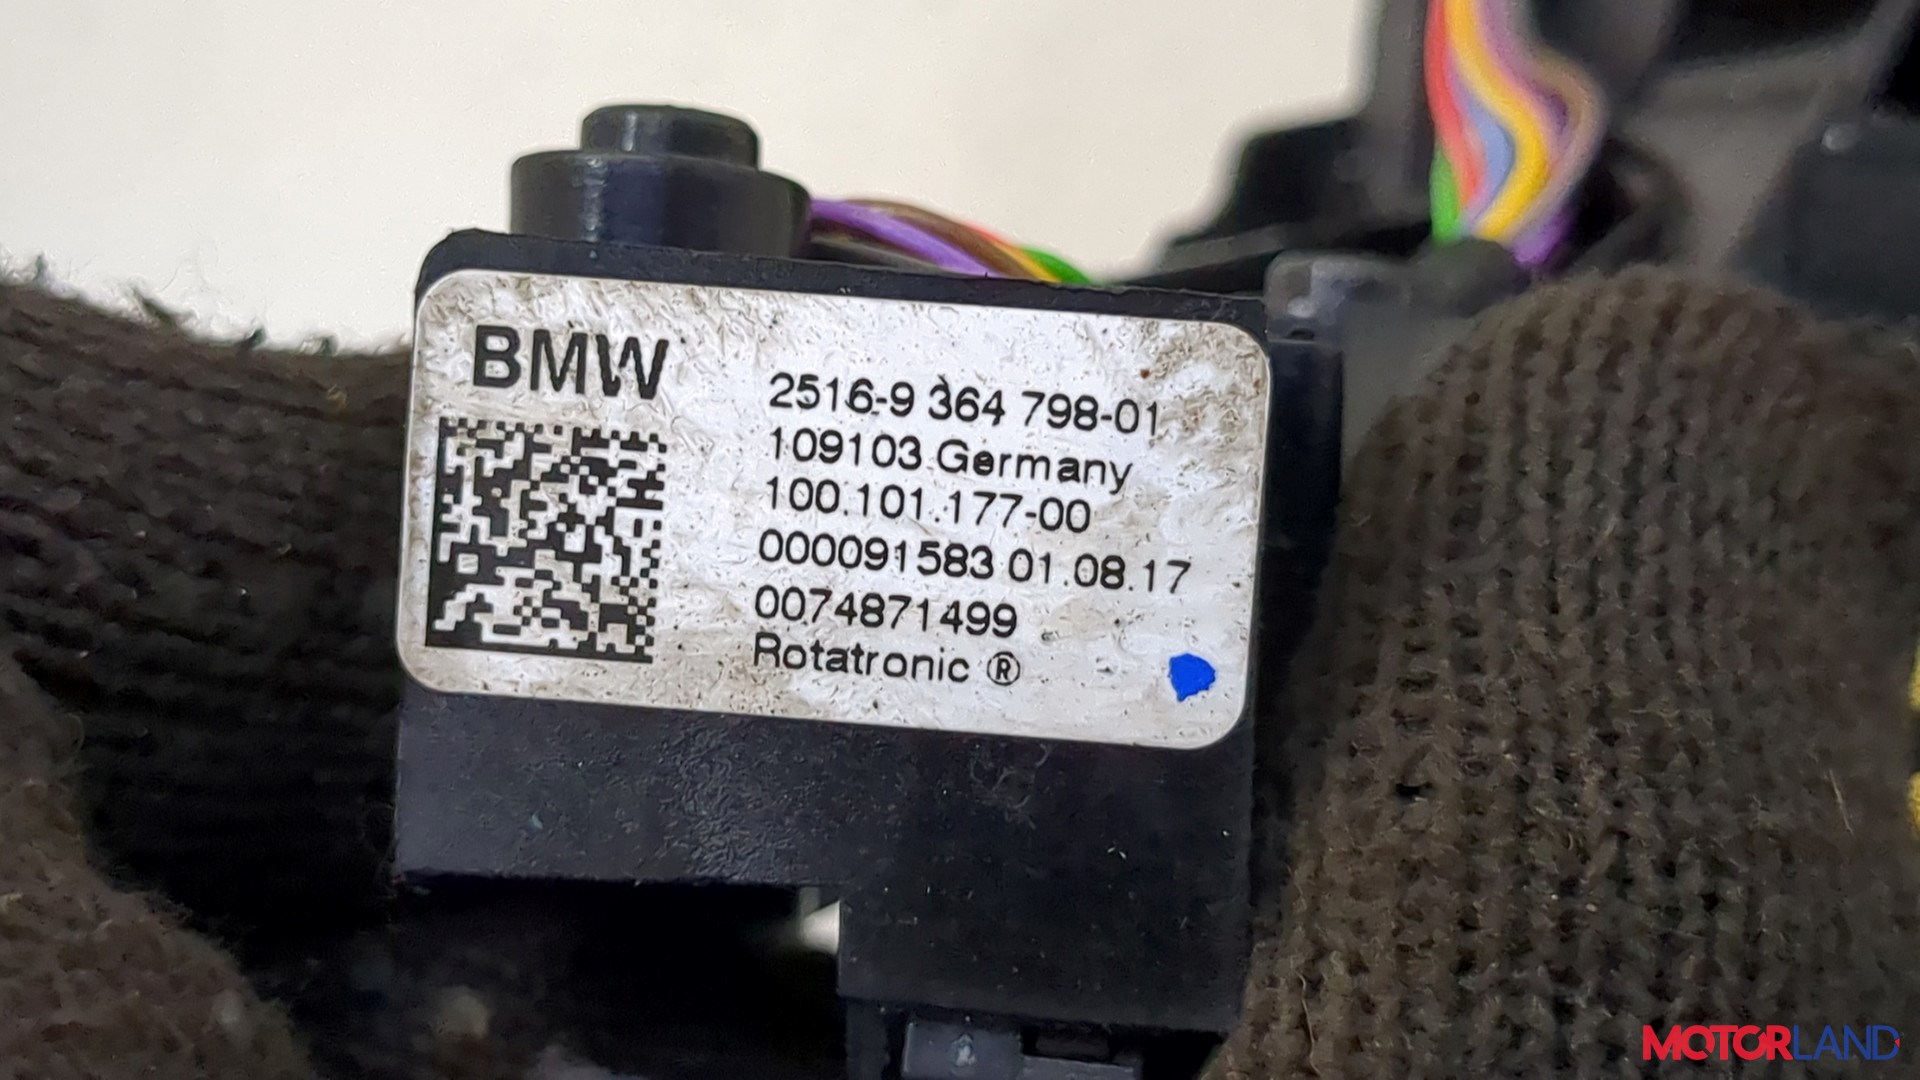 BMW
2516-9 364 798-01
109103 Germany
100.101.177-00
000091583 01.08.17
0074871499
Rotatronic ®
MOTORLAND